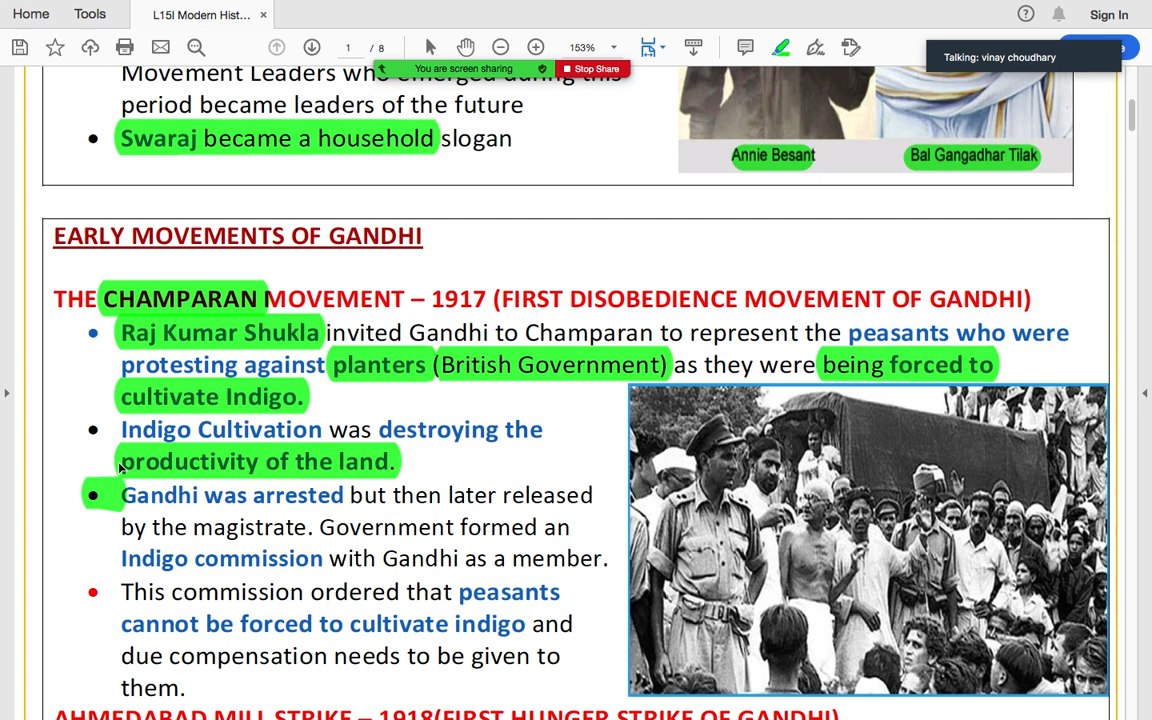 Home
Tools
L15I Modern Hist...
×
?
Sign In
1 / 8
153%
You are screen sharing
Stop Share
Talking: vinay choudhary
Movement Leaders who emerged during this
period became leaders of the future
• Swaraj became a household slogan
Annie Besant
Bal Gangadhar Tilak
EARLY MOVEMENTS OF GANDHI
THE CHAMPARAN MOVEMENT – 1917 (FIRST DISOBEDIENCE MOVEMENT OF GANDHI)
• Raj Kumar Shukla invited Gandhi to Champaran to represent the peasants who were
protesting against planters (British Government) as they were being forced to
cultivate Indigo.
• Indigo Cultivation was destroying the
productivity of the land.
• Gandhi was arrested but then later released
by the magistrate. Government formed an
Indigo commission with Gandhi as a member.
• This commission ordered that peasants
cannot be forced to cultivate indigo and
due compensation needs to be given to
them.
AHMEDABAD MILL STRIKE – 1918(FIRST HUNGER STRIKE OF GANDHI)